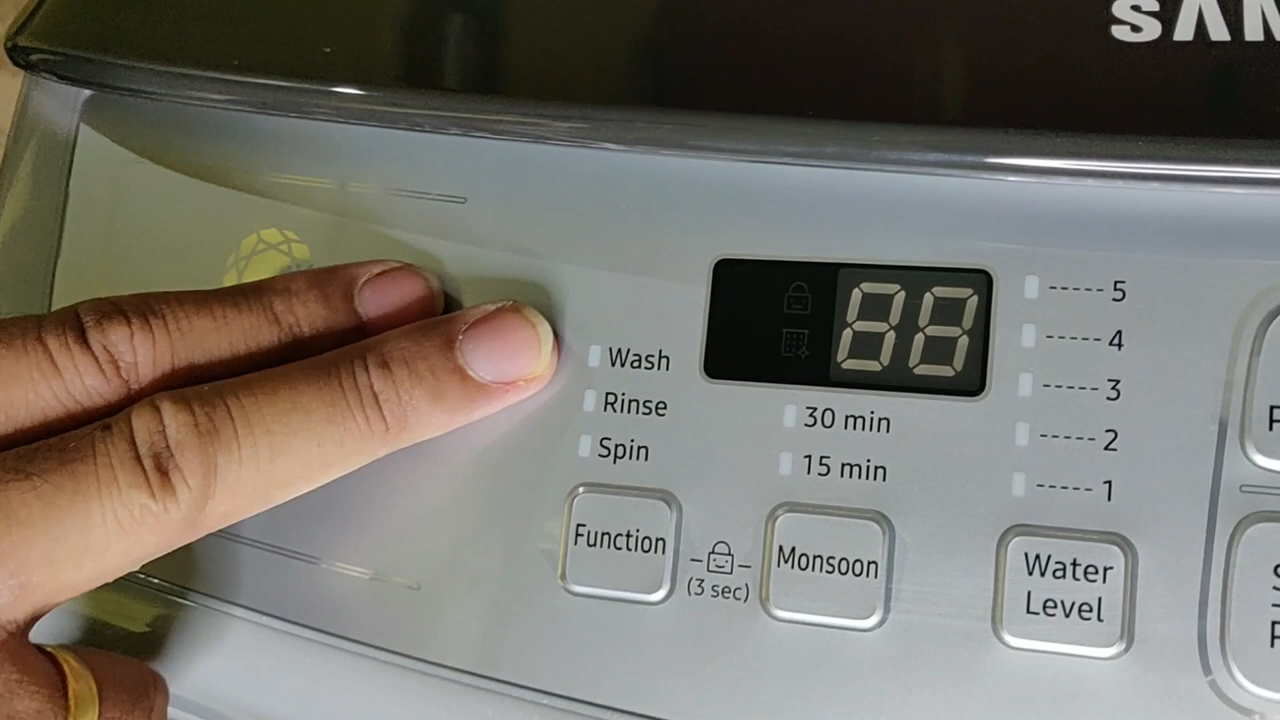 SAM
88
Wash
Rinse
Spin
30 min
15 min
-----5
-----4
-----3
-----2
-----1
Function
(3 sec)
Monsoon
Water
Level